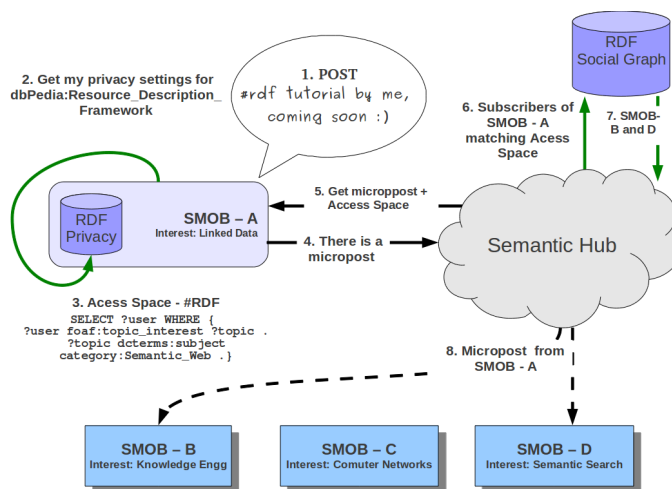 1. POST
#rdf tutorial by me,
coming soon :)
2. Get my privacy settings for
dbPedia:Resource_Description_
Framework
RDF
Social Graph
6. Subscribers of
SMOB - A
matching Acess
Space
7. SMOB-
B and D
RDF
Privacy
SMOB – A
Interest: Linked Data
5. Get microppost +
Access Space
4. There is a
micropost
Semantic Hub
3. Acess Space - #RDF
SELECT ?user WHERE {
?user foaf:topic_interest ?topic .
?topic dcterms:subject
category:Semantic_Web .}
8. Micropost from
SMOB - A
SMOB – B
Interest: Knowledge Engg
SMOB – C
Interest: Comuter Networks
SMOB – D
Interest: Semantic Search